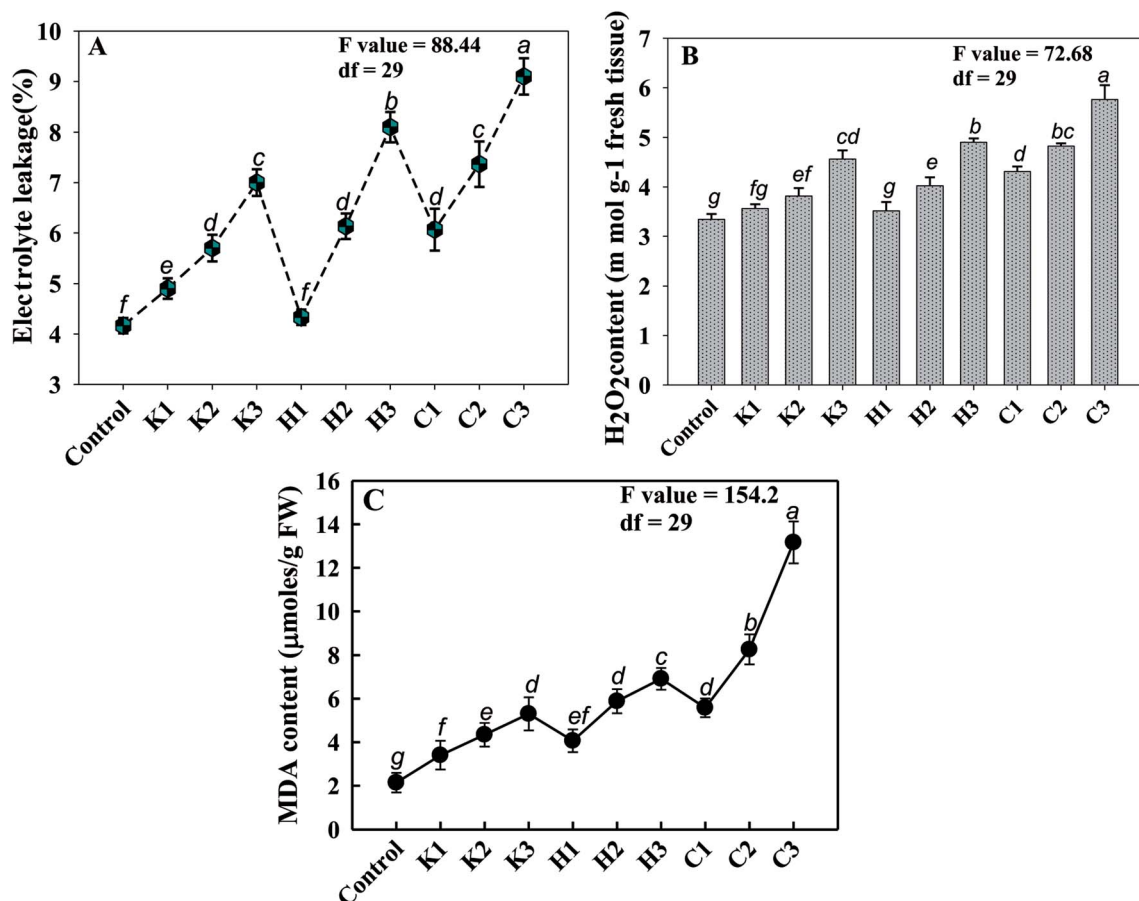 A
F value = 88.44
df = 29
Electrolyte leakage(%)
10
9
8
7
6
5
4
3
f
e
d
c
f
d
b
d
c
a
Control
K1
K2
K3
H1
H2
H3
C1
C2
C3
B
F value = 72.68
df = 29
H2O2content (m mol g-1 fresh tissue)
7
6
5
4
3
2
1
0
g
fg
ef
cd
g
e
b
d
bc
a
Control
K1
K2
K3
H1
H2
H3
C1
C2
C3
C
F value = 154.2
df = 29
MDA content (μmoles/g FW)
16
14
12
10
8
6
4
2
0
g
f
e
d
ef
d
c
d
b
a
Control
K1
K2
K3
H1
H2
H3
C1
C2
C3